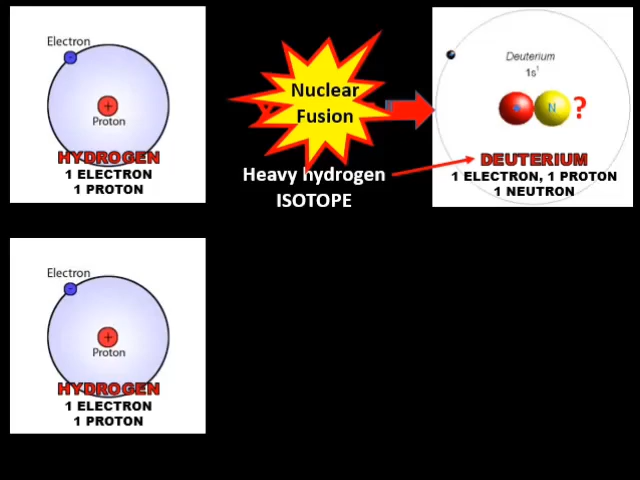 Electron
+
Proton
HYDROGEN
1 ELECTRON
1 PROTON
Nuclear
Fusion
Heavy hydrogen
ISOTOPE
Deuterium
1s¹
N
?
DEUTERIUM
1 ELECTRON, 1 PROTON
1 NEUTRON
Electron
+
Proton
HYDROGEN
1 ELECTRON
1 PROTON